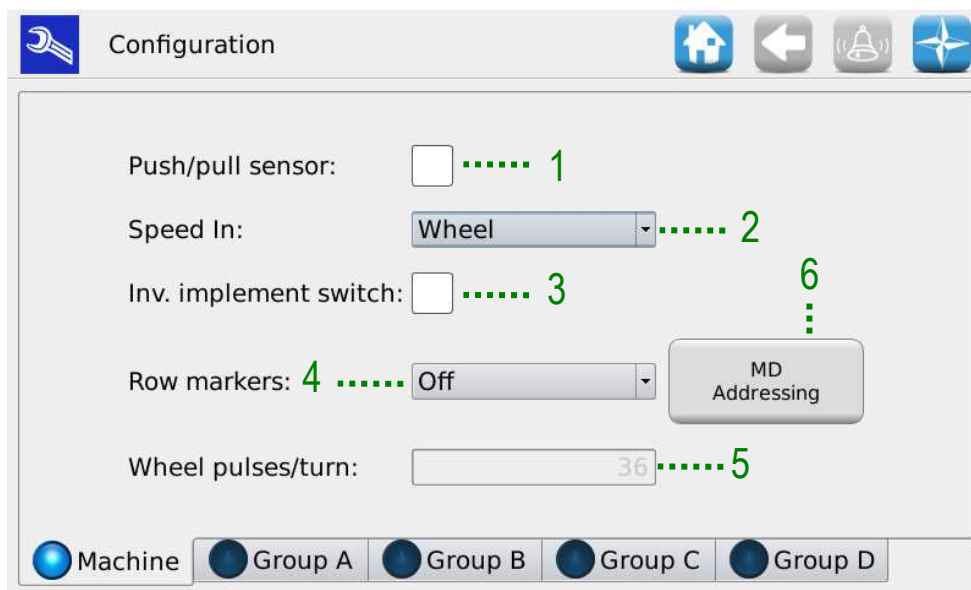 Configuration
Push/pull sensor: 1
Speed In: Wheel 2
6
Inv. implement switch: 3
Row markers: 4 Off
MD
Addressing
Wheel pulses/turn: 36 5
Machine Group A Group B Group C Group D